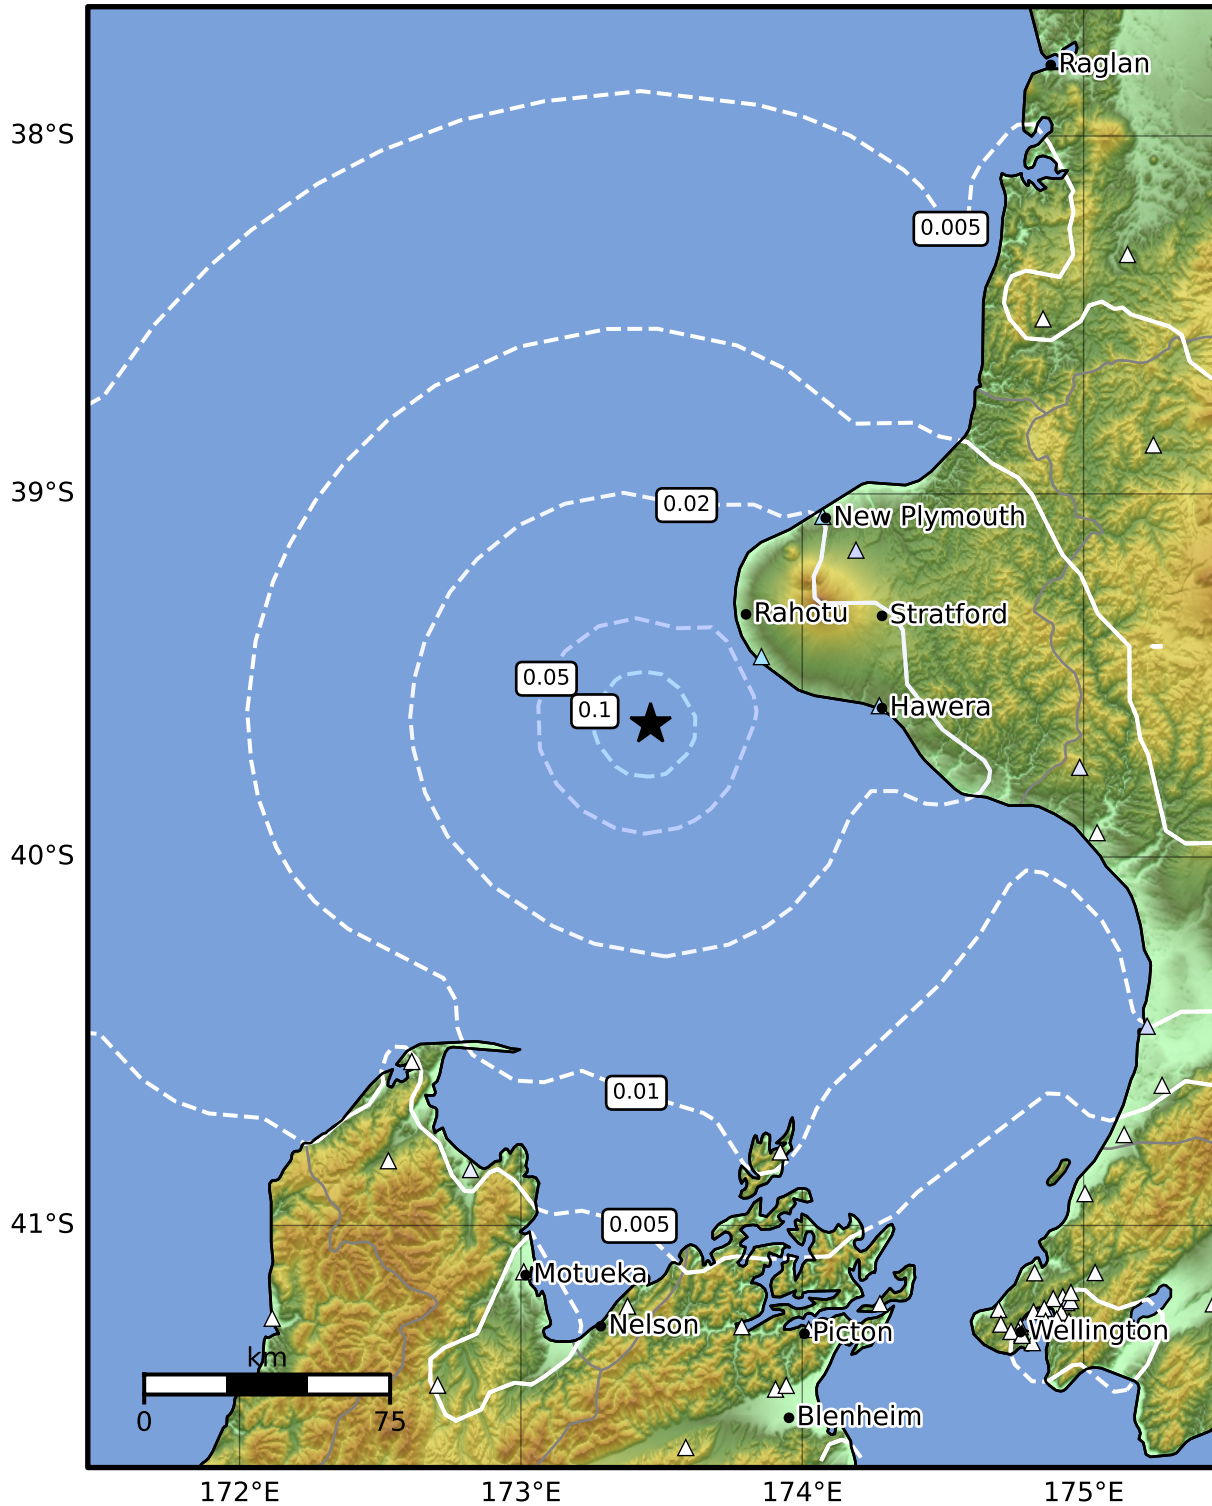 Raglan
38°S
0.005
39°S
0.02
New Plymouth
Rahotu
Stratford
0.05
0.1
Hawera
40°S
0.01
41°S
0.005
Motueka
Nelson
Picton
Wellington
km
0
75
Blenheim
172°E
173°E
174°E
175°E